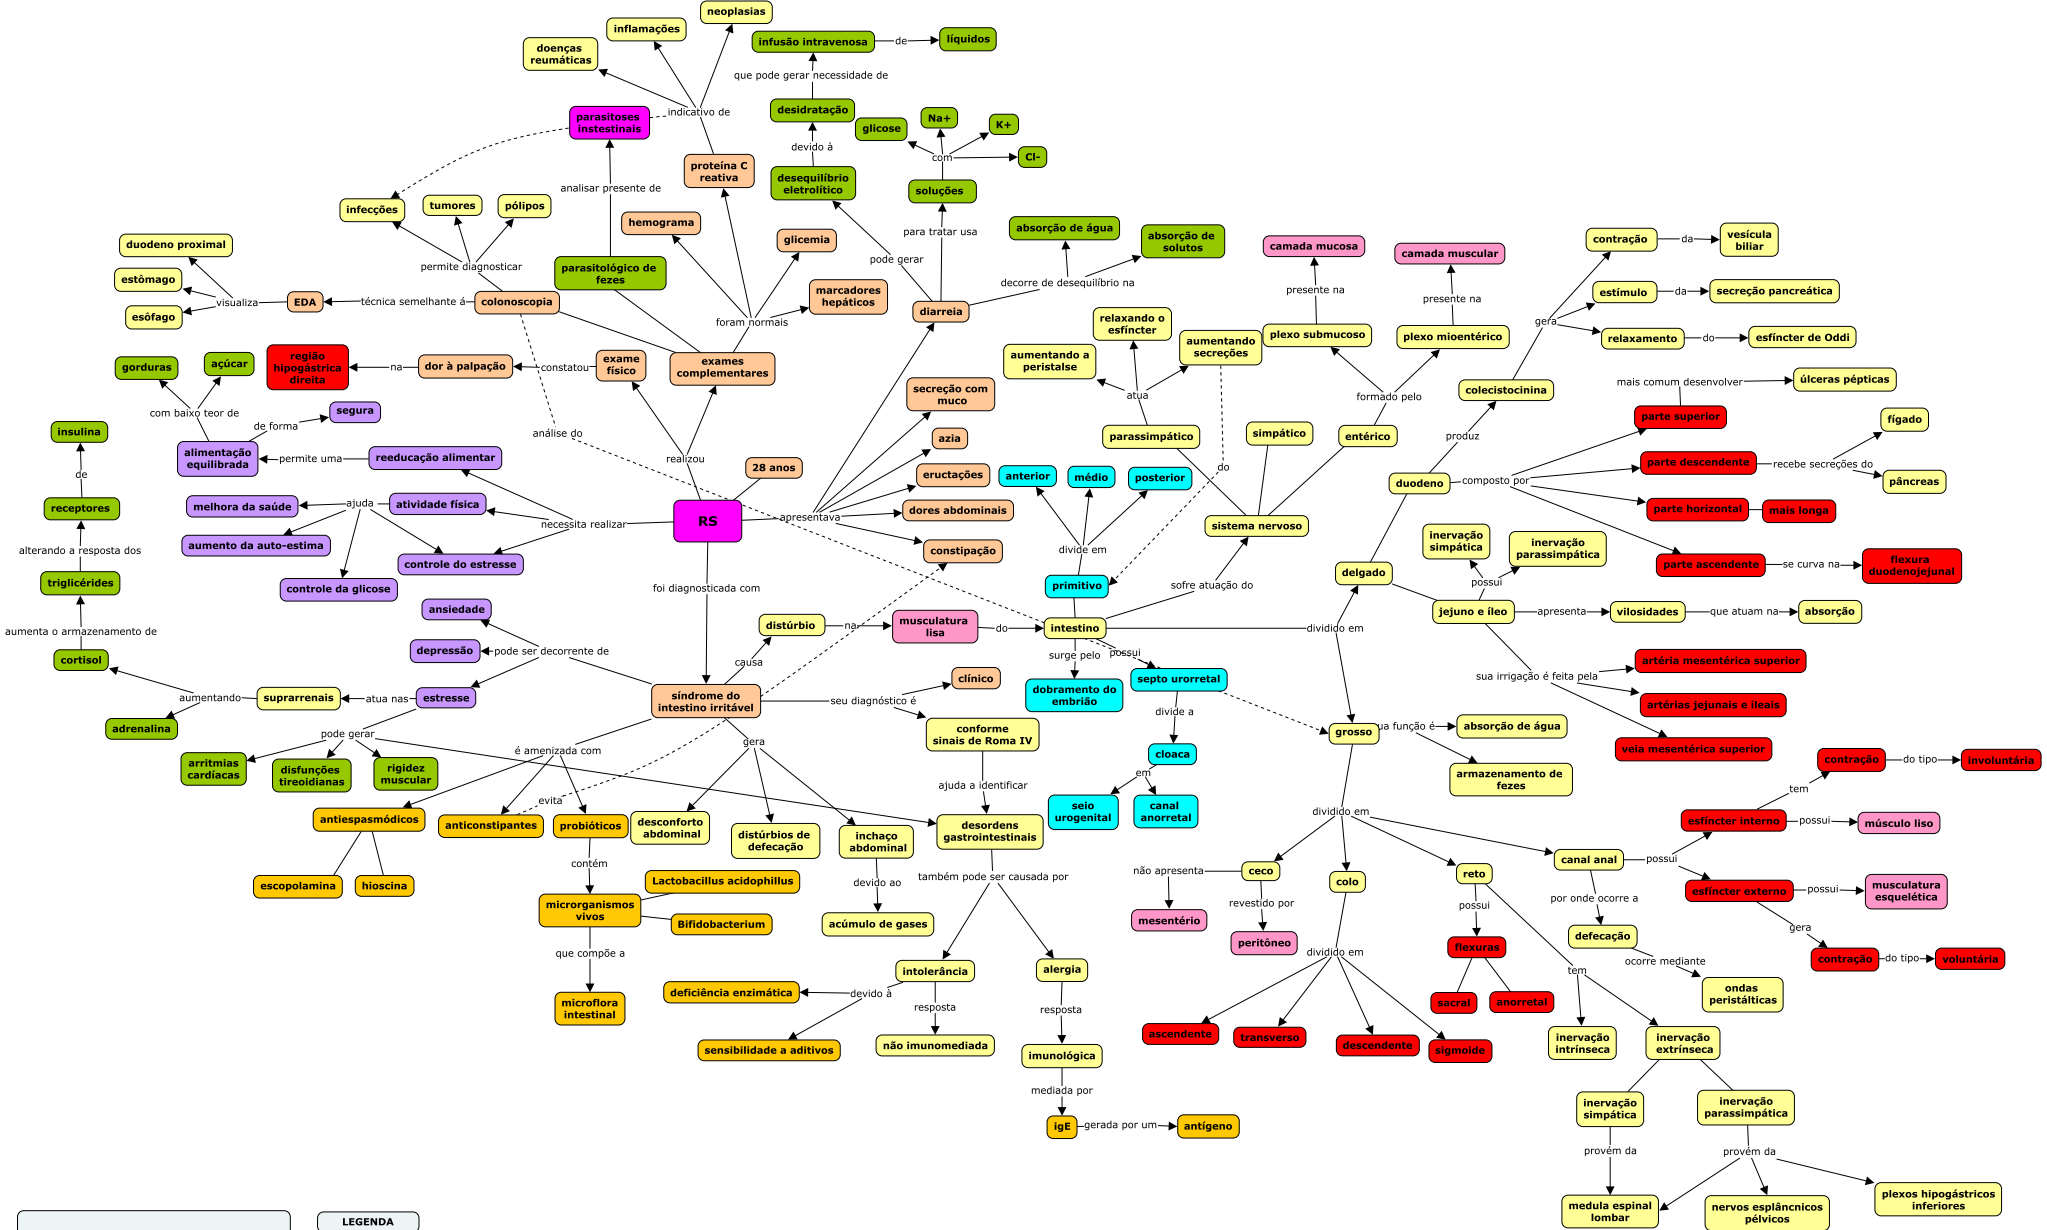 neoplasias
inflamações
doenças
reumáticas
indicativo de
parasitoses
instestinais
proteína C
reativa
analisar presente de
infusão intravenosa
de
líquidos
que pode gerar necessidade de
desidratação
devido à
desequilíbrio
eletrolítico
glicose
Na+
K+
Cl-
com
soluções
para tratar usa
pode gerar
absorção de água
absorção de
solutos
decorre de desequilíbrio na
diarreia
infecções
tumores
pólipos
permite diagnosticar
hemograma
glicemia
marcadores
hepáticos
foram normais
parasitológico de
fezes
colonoscopia
técnica semelhante á
EDA
visualiza
duodeno proximal
estômago
esôfago
exames
complementares
exame
físico
constatou
dor à palpação
na
região
hipogástrica
direita
análise do
realizou
28 anos
RS
gorduras
açúcar
com baixo teor de
de forma
segura
alimentação
equilibrada
permite uma
reeducação alimentar
insulina
de
receptores
alterando a resposta dos
triglicérides
aumenta o armazenamento de
cortisol
melhora da saúde
ajuda
atividade física
necessita realizar
aumento da auto-estima
controle da glicose
controle do estresse
apresentava
secreção com
muco
azia
eructações
dores abdominais
constipação
foi diagnosticada com
ansiedade
depressão
pode ser decorrente de
estresse
atua nas
suprarrenais
aumentando
adrenalina
pode gerar
arritmias
cardíacas
disfunções
tireoidianas
rigidez
muscular
síndrome do
intestino irritável
causa
distúrbio
na
musculatura
lisa
do
intestino
seu diagnóstico é
clínico
conforme
sinais de Roma IV
ajuda a identificar
desordens
gastrointestinais
é amenizada com
evita
gera
antiespasmódicos
escopolamina
hioscina
anticonstipantes
probióticos
contém
microrganismos
vivos
Lactobacillus acidophillus
Bifidobacterium
que compõe a
microflora
intestinal
desconforto
abdominal
distúrbios de
defecação
inchaço
abdominal
devido ao
acúmulo de gases
também pode ser causada por
intolerância
devido à
deficiência enzimática
sensibilidade a aditivos
resposta
não imunomediada
alergia
resposta
imunológica
mediada por
igE
gerada por um
antígeno
relaxando o
esfíncter
aumentando a
peristalse
aumentando
secreções
atua
parassimpático
simpático
entérico
sistema nervoso
do
formado pelo
plexo submucoso
presente na
camada mucosa
plexo mioentérico
presente na
camada muscular
anterior
médio
posterior
divide em
primitivo
sofre atuação do
surge pelo
dobramento do
embrião
possui
septo urorretal
divide a
cloaca
em
seio
urogenital
canal
anorretal
dividido em
delgado
duodeno
produz
colecistocinina
gera
contração
da
vesícula
biliar
estímulo
da
secreção pancreática
relaxamento
do
esfíncter de Oddi
composto por
mais comum desenvolver
úlceras pépticas
parte superior
parte descendente
recebe secreções do
fígado
pâncreas
parte horizontal
mais longa
parte ascendente
se curva na
flexura
duodenojejunal
inervação
simpática
inervação
parassimpática
possui
jejuno e íleo
apresenta
vilosidades
que atuam na
absorção
sua irrigação é feita pela
artéria mesentérica superior
artérias jejunais e ileais
veia mesentérica superior
grosso
ua função é
absorção de água
armazenamento de
fezes
dividido em
ceco
não apresenta
mesentério
revestido por
peritôneo
colo
dividido em
ascendente
transverso
descendente
sigmoide
reto
possui
flexuras
sacral
anorretal
tem
inervação
intrínseca
inervação
extrínseca
inervação
simpática
inervação
parassimpática
provém da
provém da
medula espinal
lombar
nervos esplâncnicos
pélvicos
plexos hipogástricos
inferiores
canal anal
possui
por onde ocorre a
defecação
ocorre mediante
ondas
peristálticas
esfíncter interno
tem
contração
do tipo
involuntária
possui
músculo liso
esfíncter externo
possui
musculatura
esquelética
gera
contração
do tipo
voluntária
LEGENDA